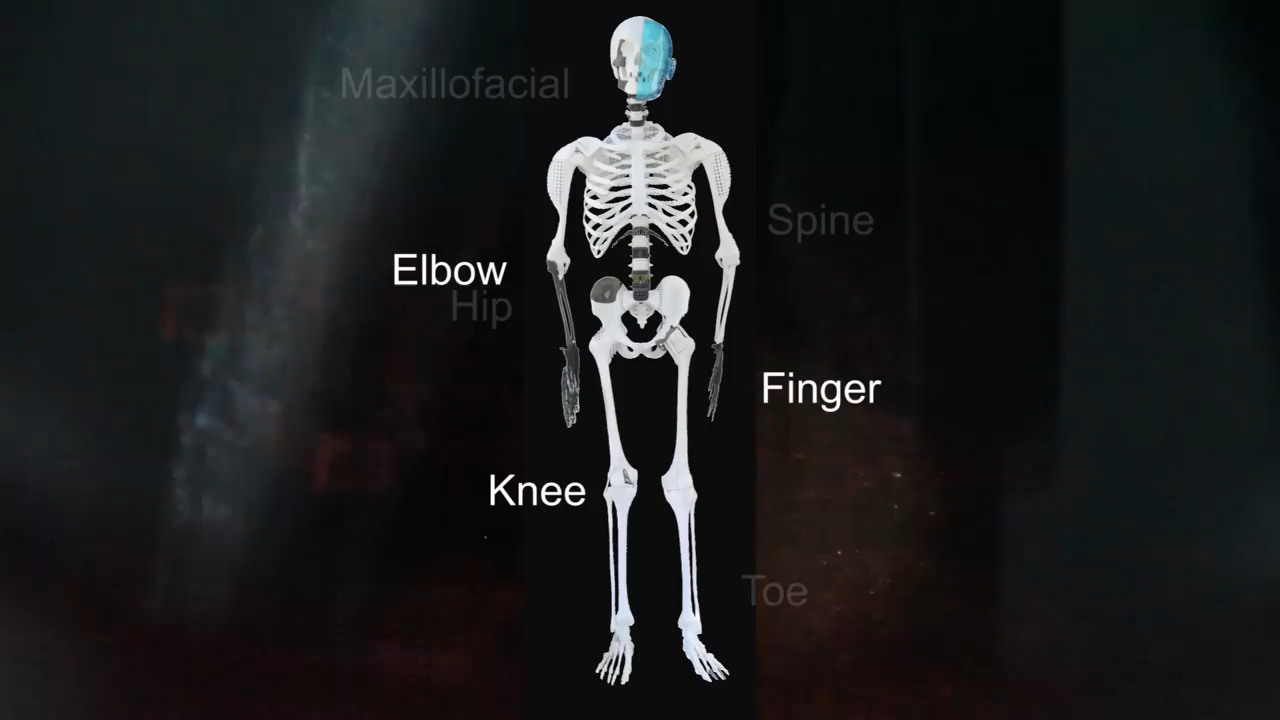 Maxillofacial
Spine
Elbow
Hip
Finger
Knee
Toe